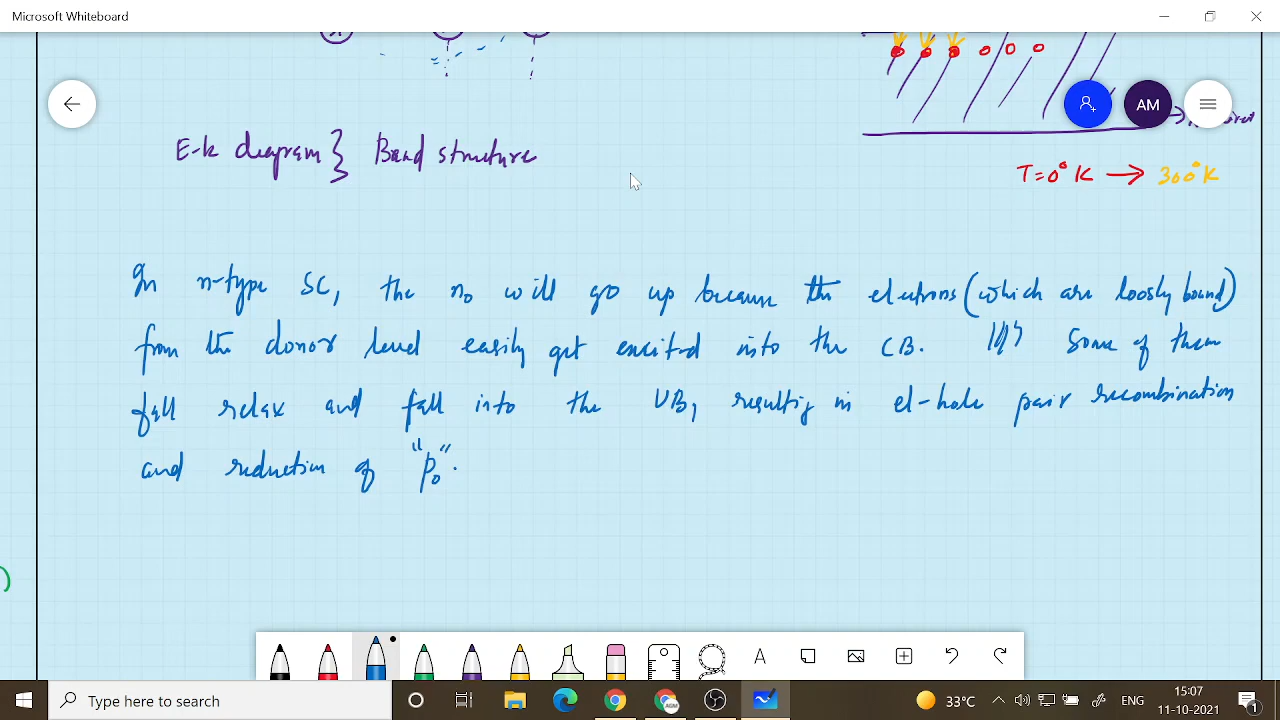 Microsoft Whiteboard
AM
E-k diagram } Band structure
T=0°K → 300°K
In n-type SC, the n₀ will go up because the electrons (which are loosly bound)
from the donor level easily get excited into the CB. Some of them
fall relax and fall into the VB, resulting in el-hole pair recombination
and reduction of "p₀".
Type here to search
AGM
33°C
ENG
15:07
11-10-2021
1